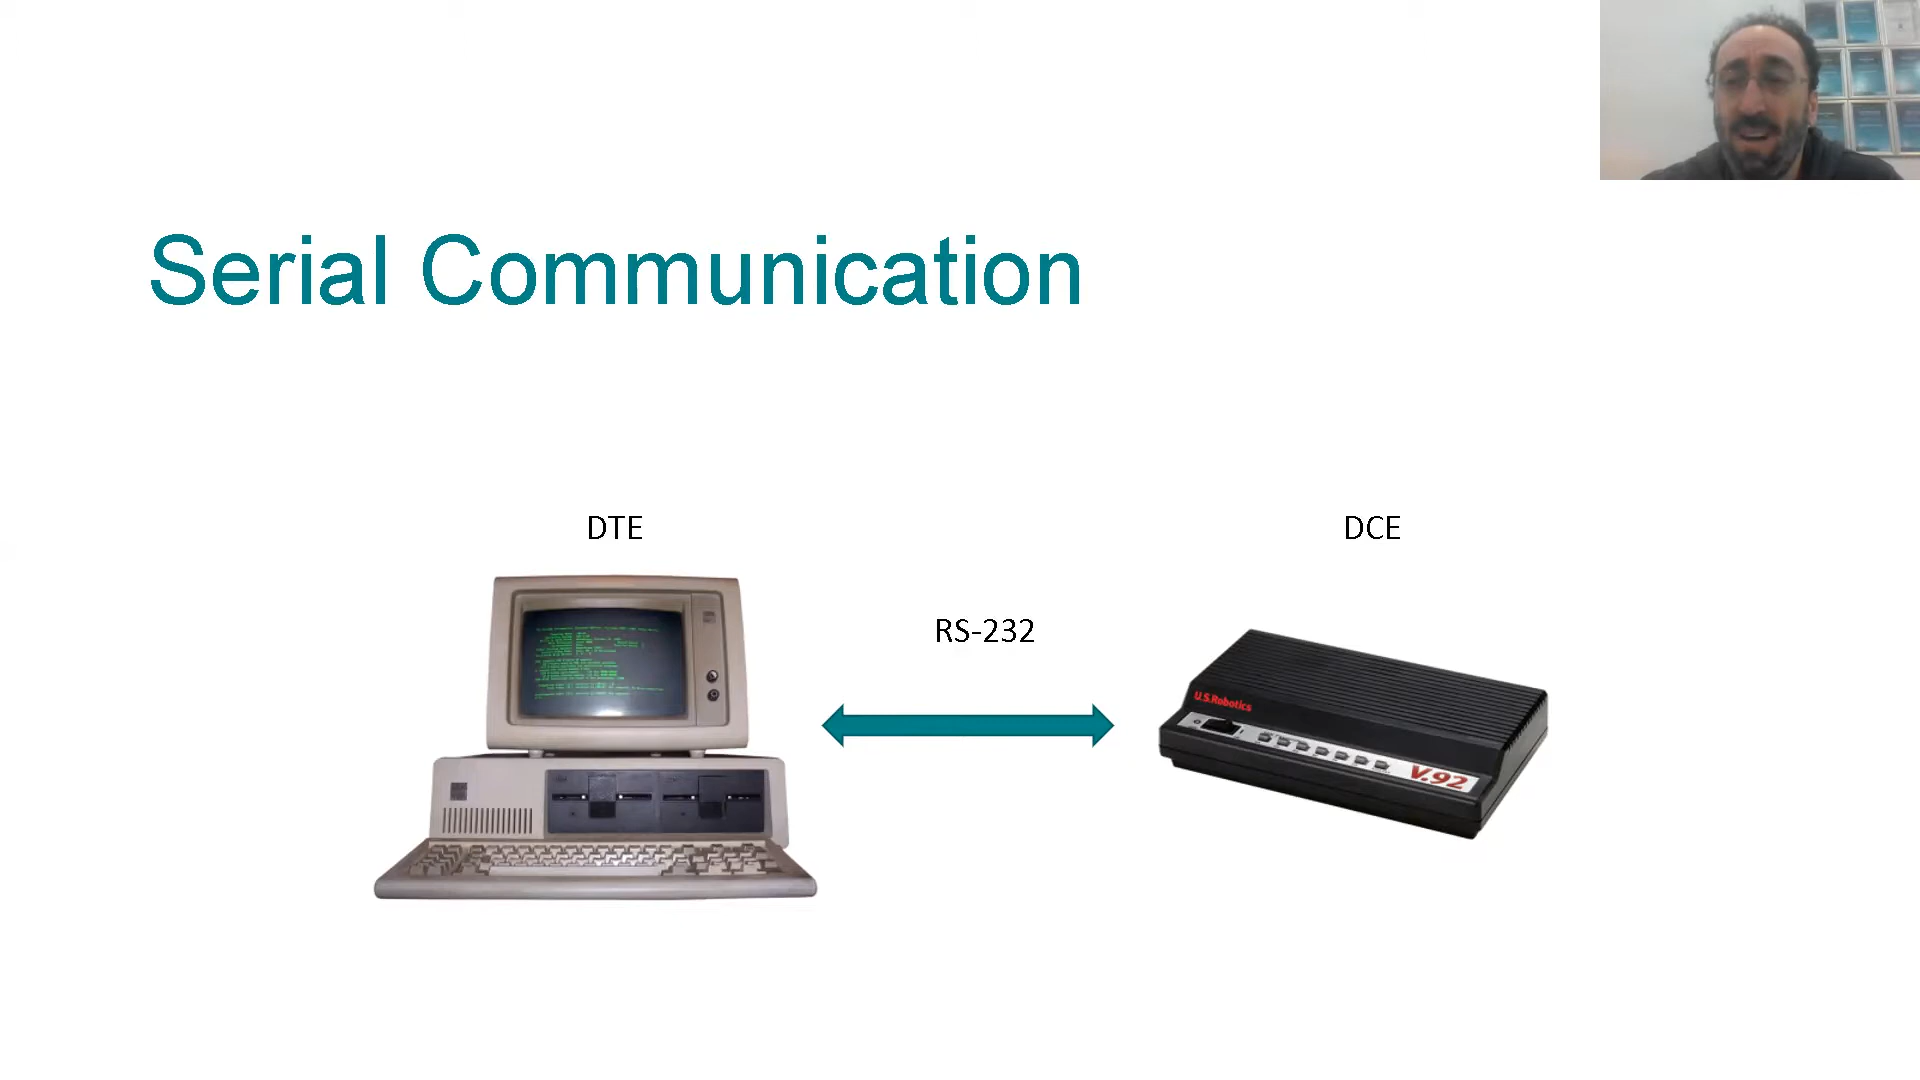 Serial Communication
DTE
DCE
RS-232
U.S.Robotics
V.92